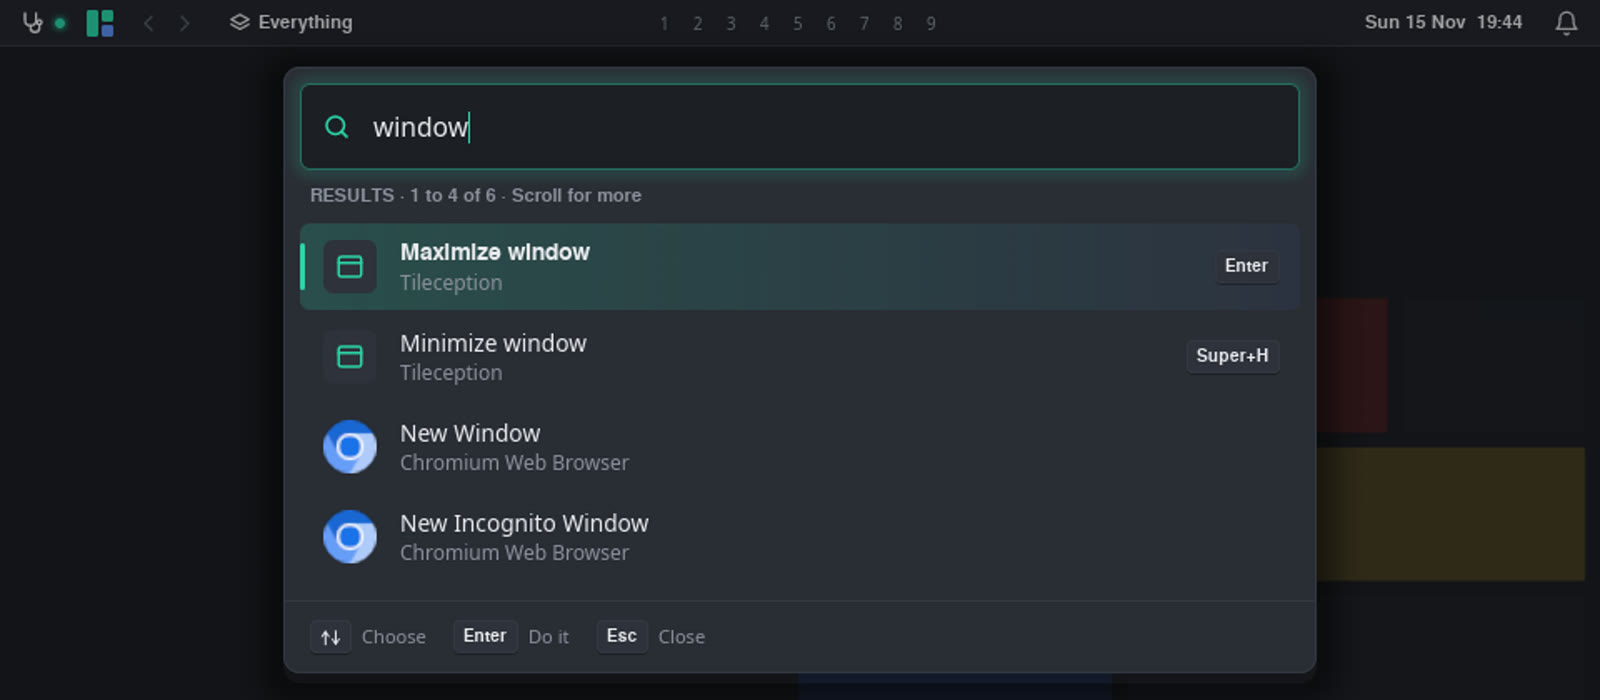 Everything 1 2 3 4 5 6 7 8 9 Sun 15 Nov 19:44
window
RESULTS · 1 to 4 of 6 · Scroll for more
Maximize window
Tileception
Enter
Minimize window
Tileception
Super+H
New Window
Chromium Web Browser
New Incognito Window
Chromium Web Browser
↑↓ Choose Enter Do it Esc Close